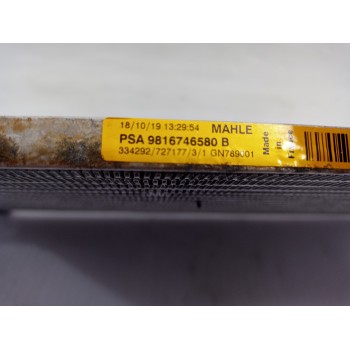 18/10/19 13:29:54 MAHLE
PSA 9816746580 B
334292/727177/3/1 GN789001
Made
in